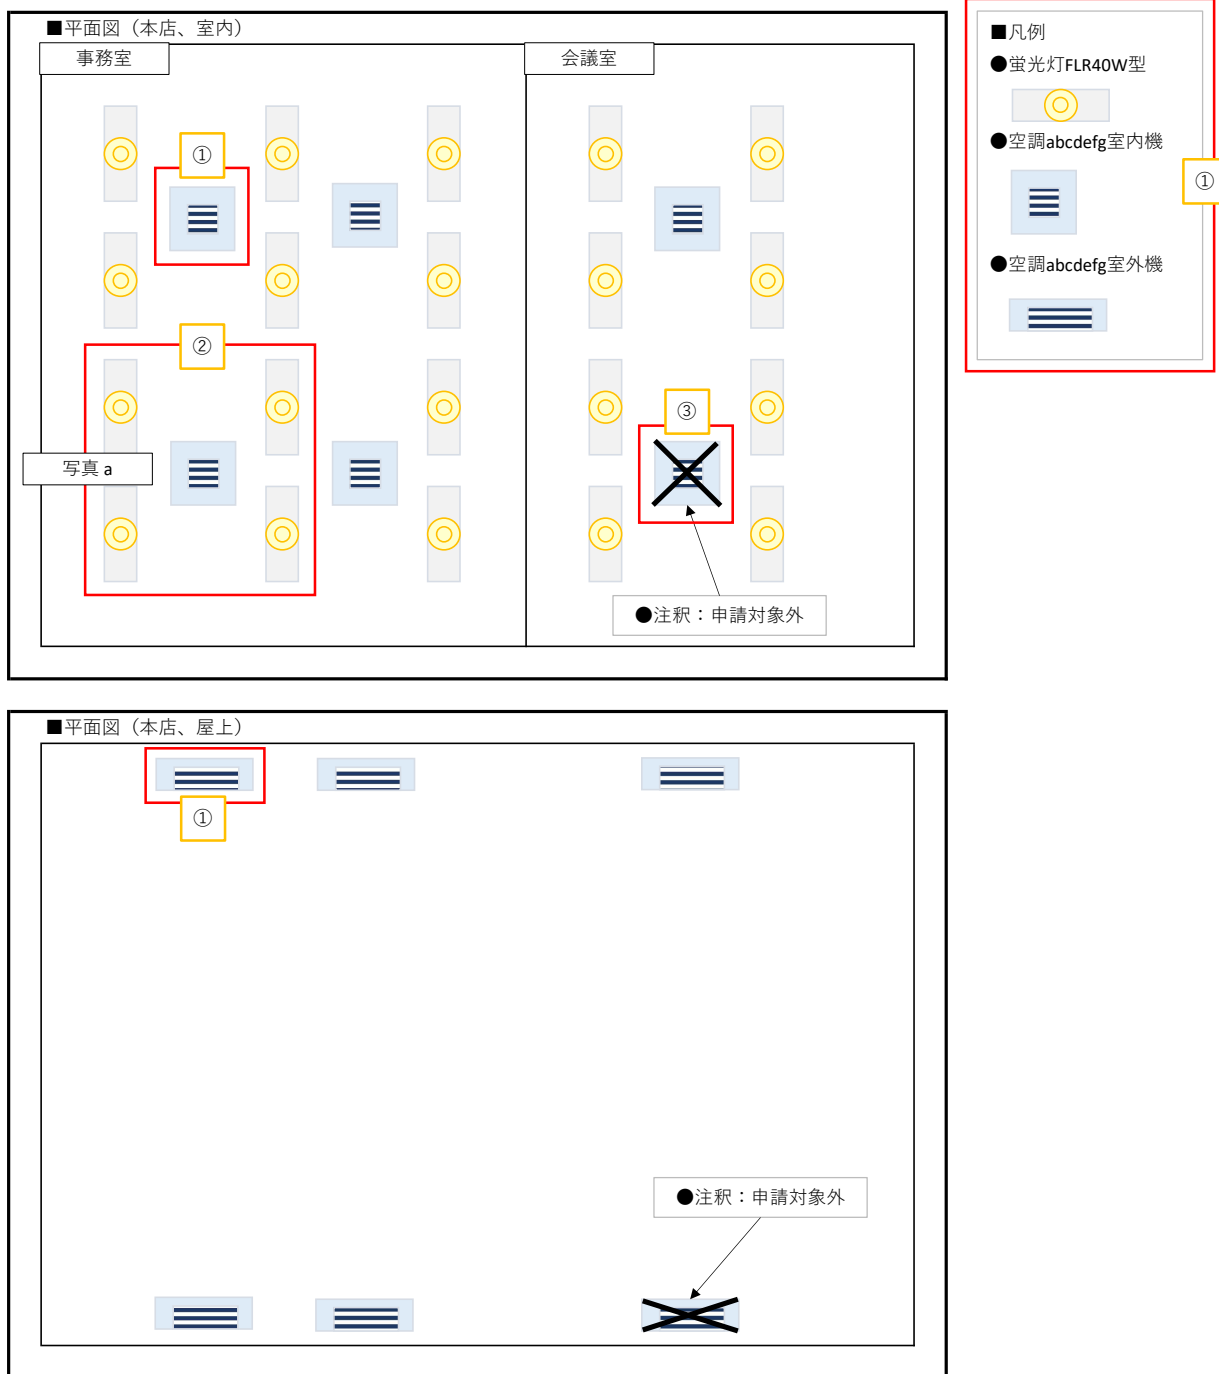 ■平面図（本店、室内）
事務室
会議室
①
②
写真 a
③
●注釈：申請対象外
■凡例
●蛍光灯FLR40W型
●空調abcdefg室内機
①
●空調abcdefg室外機
■平面図（本店、屋上）
①
●注釈：申請対象外